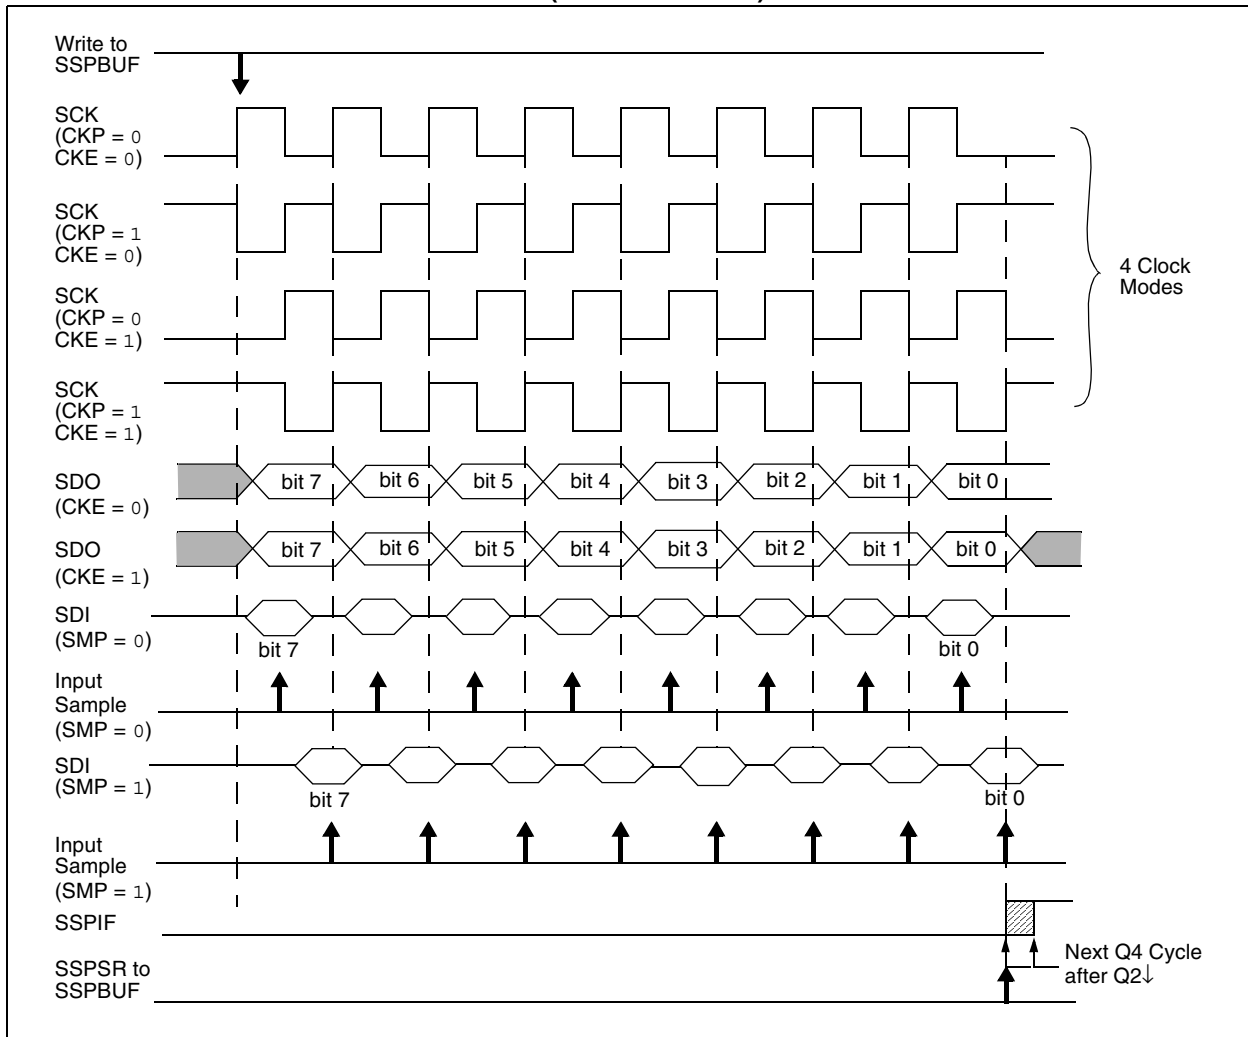 Write to
SSPBUF
SCK
(CKP = 0
CKE = 0)
SCK
(CKP = 1
CKE = 0)
SCK
(CKP = 0
CKE = 1)
SCK
(CKP = 1
CKE = 1)
4 Clock
Modes
SDO
(CKE = 0)
bit 7 bit 6 bit 5 bit 4 bit 3 bit 2 bit 1 bit 0
SDO
(CKE = 1)
bit 7 bit 6 bit 5 bit 4 bit 3 bit 2 bit 1 bit 0
SDI
(SMP = 0)
bit 7 bit 0
Input
Sample
(SMP = 0)
SDI
(SMP = 1)
bit 7 bit 0
Input
Sample
(SMP = 1)
SSPIF
Next Q4 Cycle
after Q2↓
SSPSR to
SSPBUF